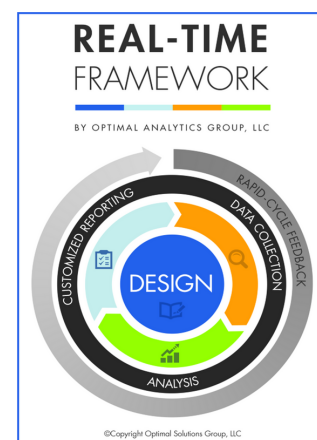 REAL-TIME
FRAMEWORK
BY OPTIMAL ANALYTICS GROUP, LLC
RAPID-CYCLE FEEDBACK
CUSTOMIZED REPORTING
DATA COLLECTION
DESIGN
ANALYSIS
©Copyright Optimal Solutions Group, LLC